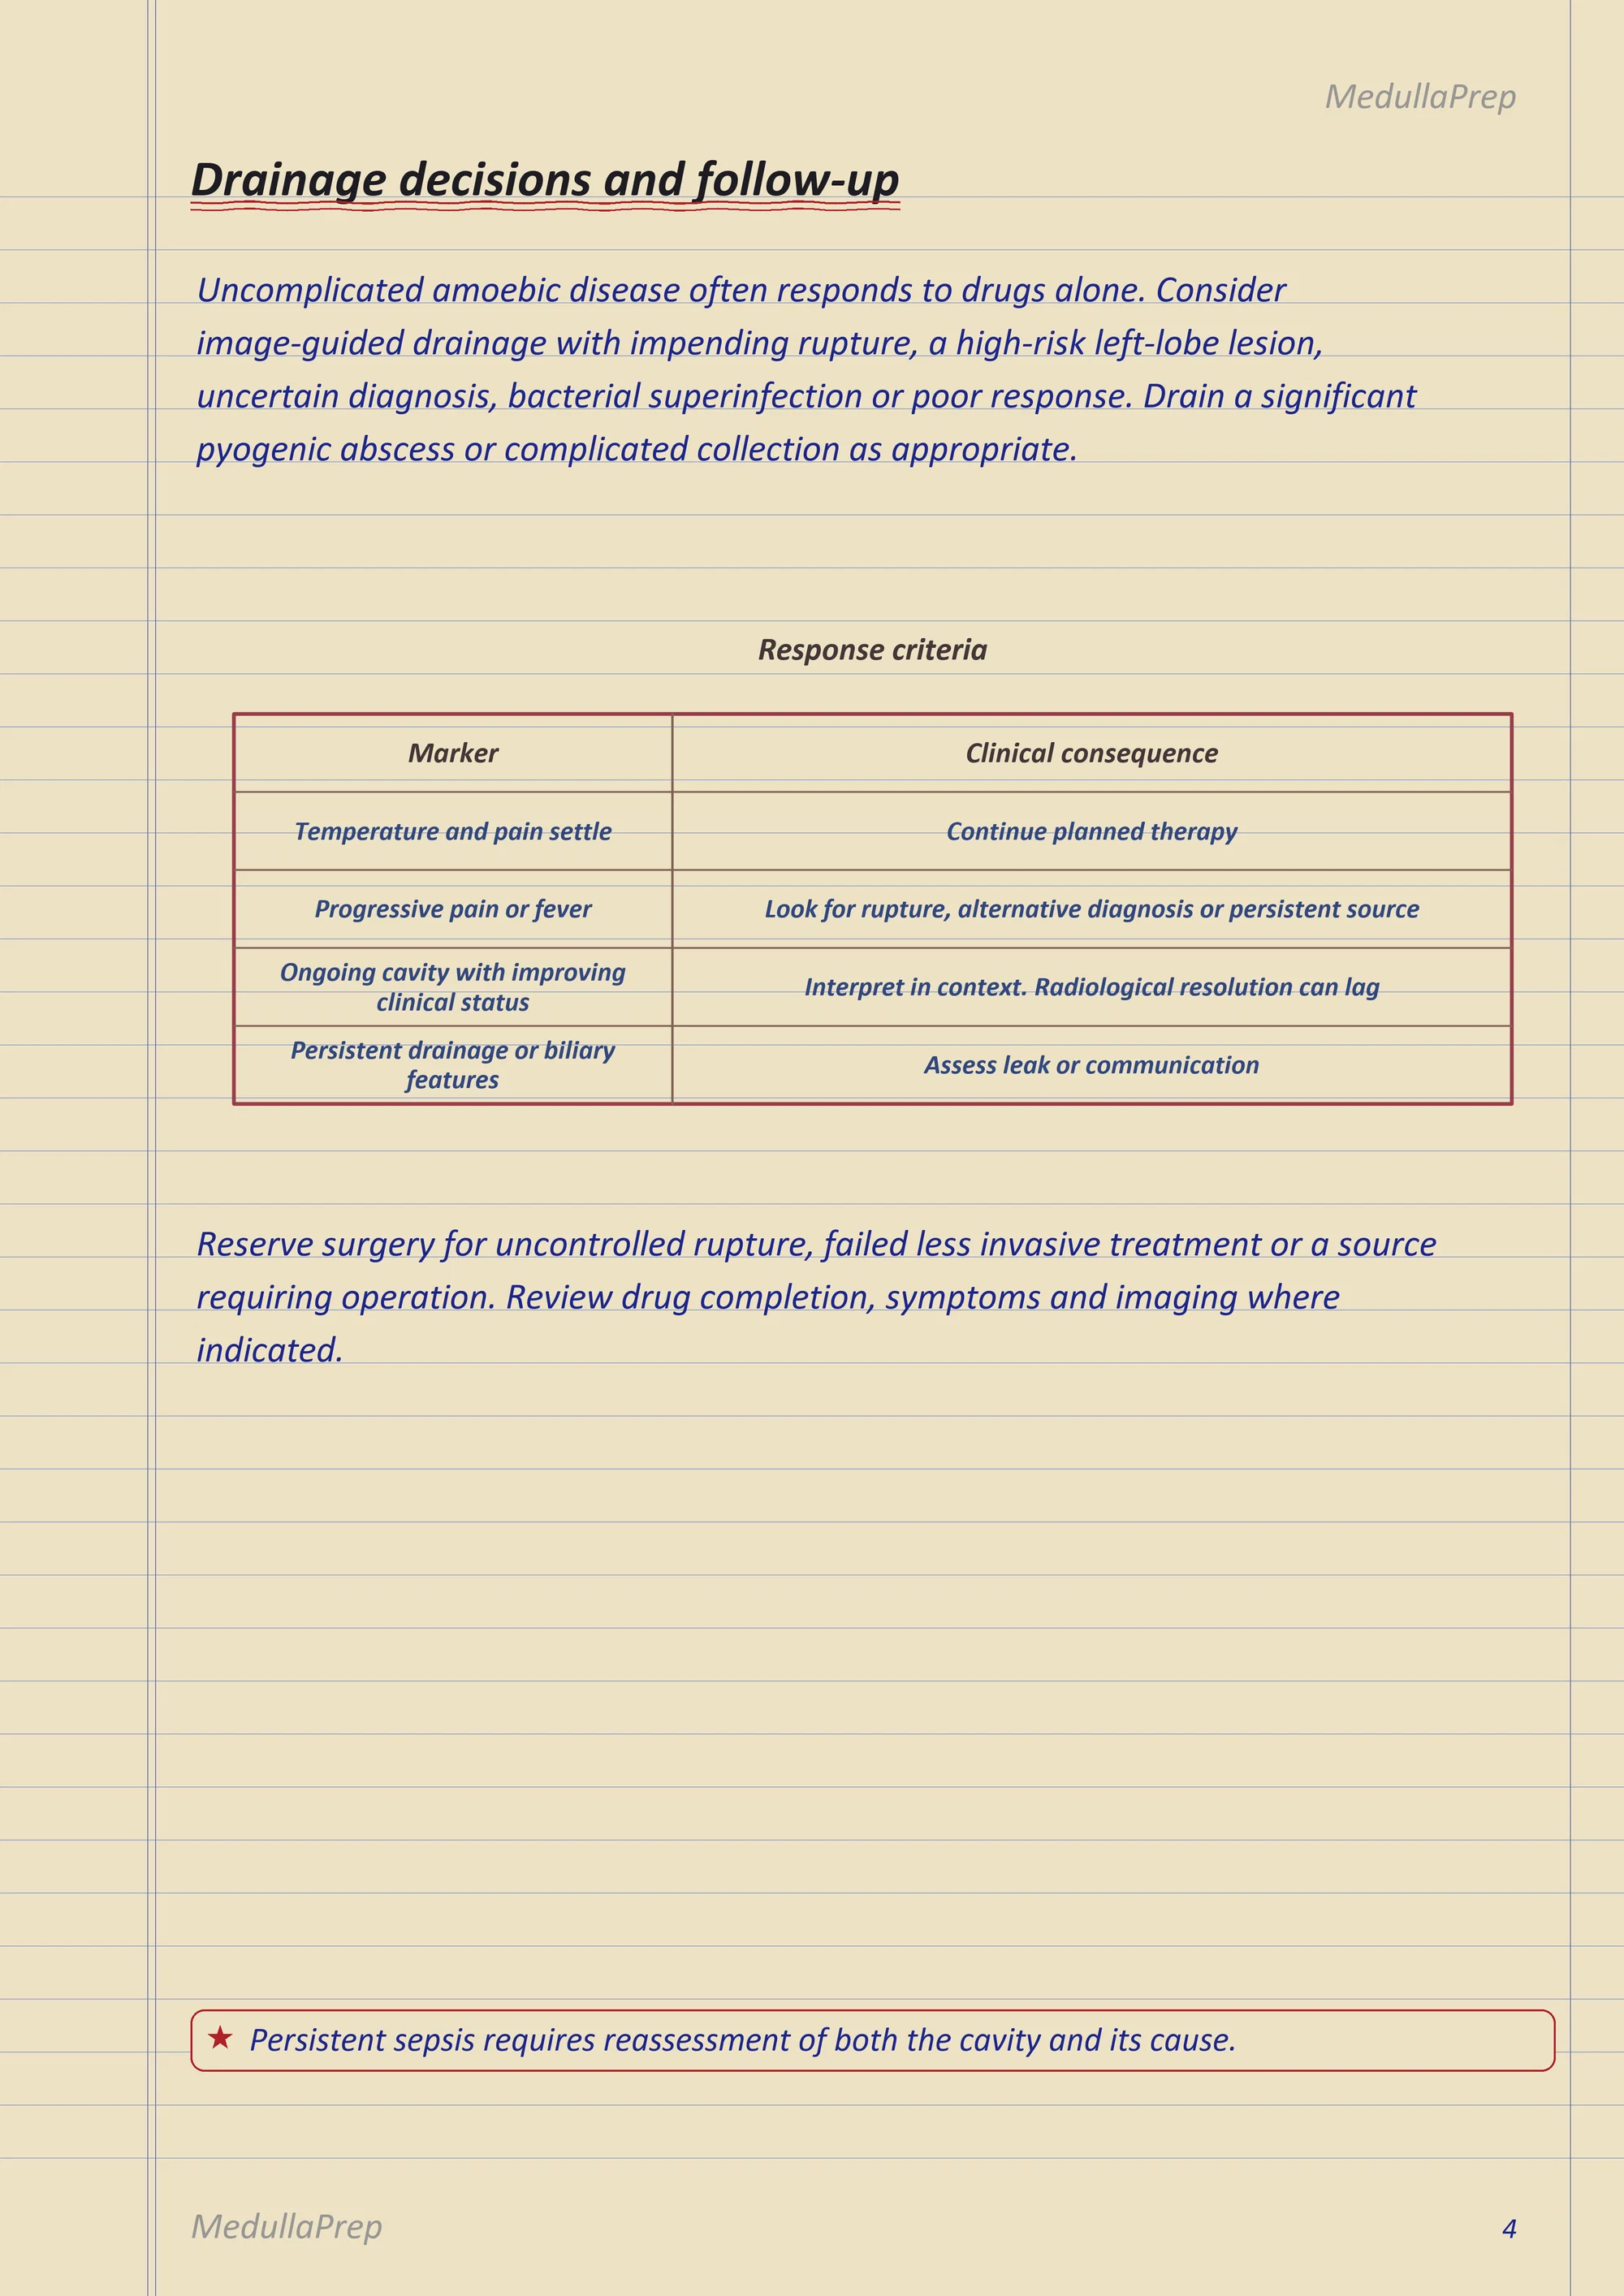 MedullaPrep
Drainage decisions and follow-up
Uncomplicated amoebic disease often responds to drugs alone. Consider
image-guided drainage with impending rupture, a high-risk left-lobe lesion,
uncertain diagnosis, bacterial superinfection or poor response. Drain a significant
pyogenic abscess or complicated collection as appropriate.
Response criteria
Marker Clinical consequence
Temperature and pain settle Continue planned therapy
Progressive pain or fever Look for rupture, alternative diagnosis or persistent source
Ongoing cavity with improving
clinical status Interpret in context. Radiological resolution can lag
Persistent drainage or biliary
features Assess leak or communication
Reserve surgery for uncontrolled rupture, failed less invasive treatment or a source
requiring operation. Review drug completion, symptoms and imaging where
indicated.
★ Persistent sepsis requires reassessment of both the cavity and its cause.
MedullaPrep 4